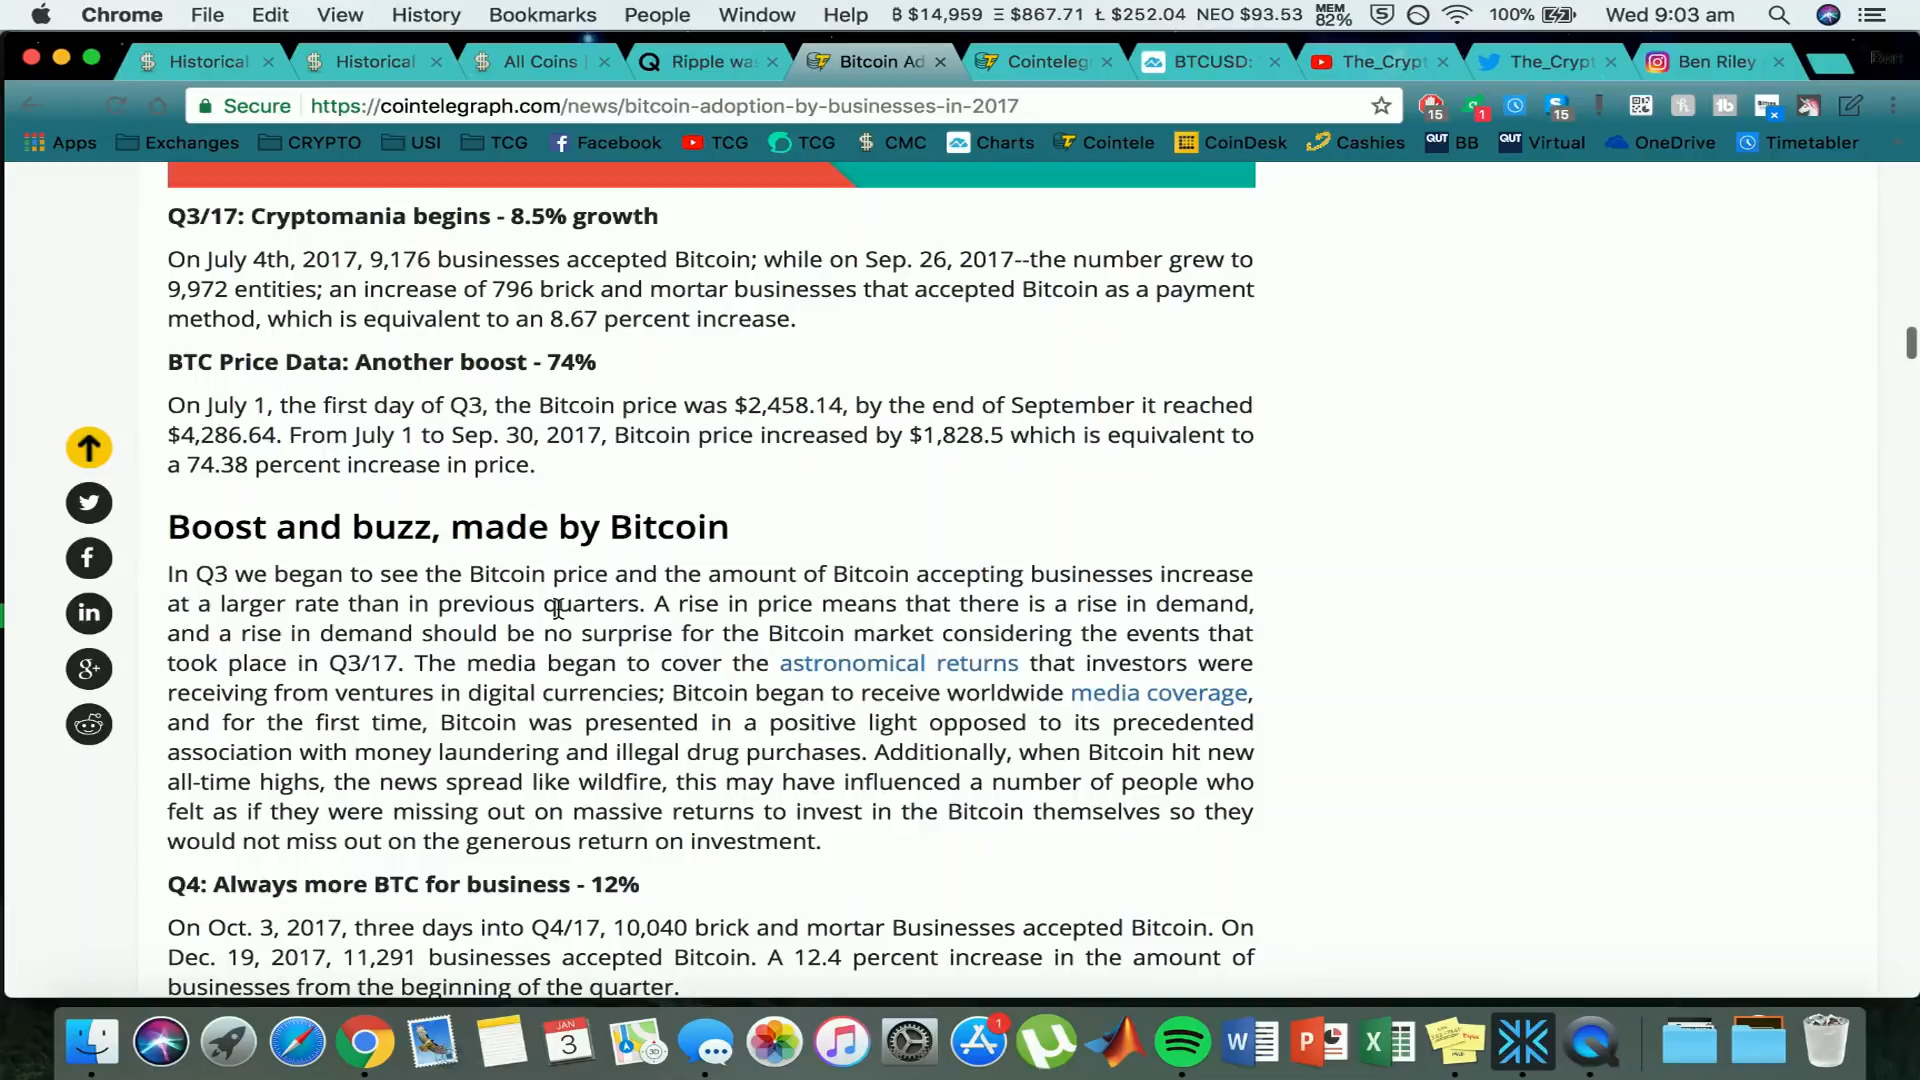 Chrome File Edit View History Bookmarks People Window Help ₿ $14,959 Ξ $867.71 Ł $252.04 NEO $93.53 MEM 82% 100% Wed 9:03 am
Historical Historical All Coins Ripple wa Bitcoin Ad Cointeleg BTCUSD: The_Crypt The_Crypt Ben Riley
Secure https://cointelegraph.com/news/bitcoin-adoption-by-businesses-in-2017 15 1 15
Apps Exchanges CRYPTO USI TCG Facebook TCG TCG CMC Charts Cointele CoinDesk Cashies BB Virtual OneDrive Timetabler
Q3/17: Cryptomania begins - 8.5% growth
On July 4th, 2017, 9,176 businesses accepted Bitcoin; while on Sep. 26, 2017--the number grew to
9,972 entities; an increase of 796 brick and mortar businesses that accepted Bitcoin as a payment
method, which is equivalent to an 8.67 percent increase.
BTC Price Data: Another boost - 74%
On July 1, the first day of Q3, the Bitcoin price was $2,458.14, by the end of September it reached
$4,286.64. From July 1 to Sep. 30, 2017, Bitcoin price increased by $1,828.5 which is equivalent to
a 74.38 percent increase in price.
Boost and buzz, made by Bitcoin
In Q3 we began to see the Bitcoin price and the amount of Bitcoin accepting businesses increase
at a larger rate than in previous quarters. A rise in price means that there is a rise in demand,
and a rise in demand should be no surprise for the Bitcoin market considering the events that
took place in Q3/17. The media began to cover the astronomical returns that investors were
receiving from ventures in digital currencies; Bitcoin began to receive worldwide media coverage,
and for the first time, Bitcoin was presented in a positive light opposed to its precedented
association with money laundering and illegal drug purchases. Additionally, when Bitcoin hit new
all-time highs, the news spread like wildfire, this may have influenced a number of people who
felt as if they were missing out on massive returns to invest in the Bitcoin themselves so they
would not miss out on the generous return on investment.
Q4: Always more BTC for business - 12%
On Oct. 3, 2017, three days into Q4/17, 10,040 brick and mortar Businesses accepted Bitcoin. On
Dec. 19, 2017, 11,291 businesses accepted Bitcoin. A 12.4 percent increase in the amount of
businesses from the beginning of the quarter.
JAN 3 1